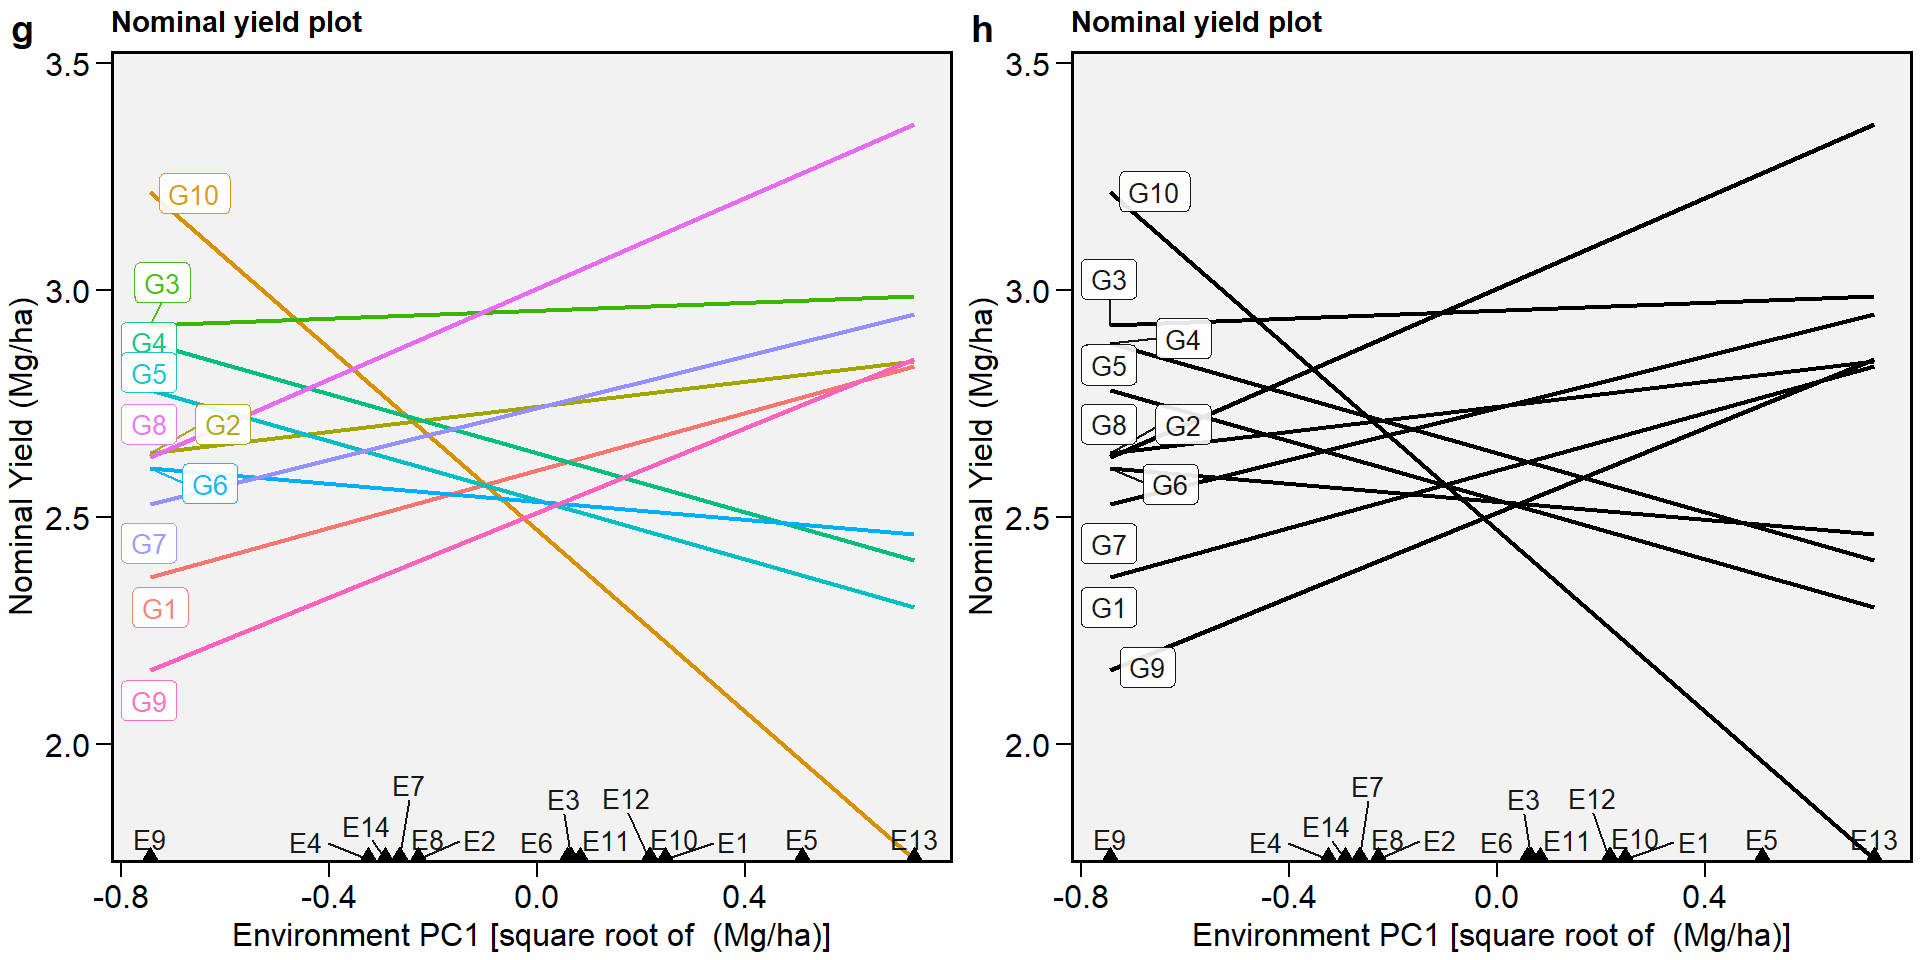 g
Nominal yield plot
3.5
3.0
2.5
2.0
Nominal Yield (Mg/ha)
G10
G3
G4
G5
G8
G2
G6
G7
G1
G9
E7
E3
E12
E14
E9
E4
E8
E2
E6
E11
E10
E1
E5
E13
-0.8
-0.4
0.0
0.4
Environment PC1 [square root of  (Mg/ha)]
h
Nominal yield plot
3.5
3.0
2.5
2.0
Nominal Yield (Mg/ha)
G10
G3
G4
G5
G8
G2
G6
G7
G1
G9
E7
E3
E12
E14
E9
E4
E8
E2
E6
E11
E10
E1
E5
E13
-0.8
-0.4
0.0
0.4
Environment PC1 [square root of  (Mg/ha)]